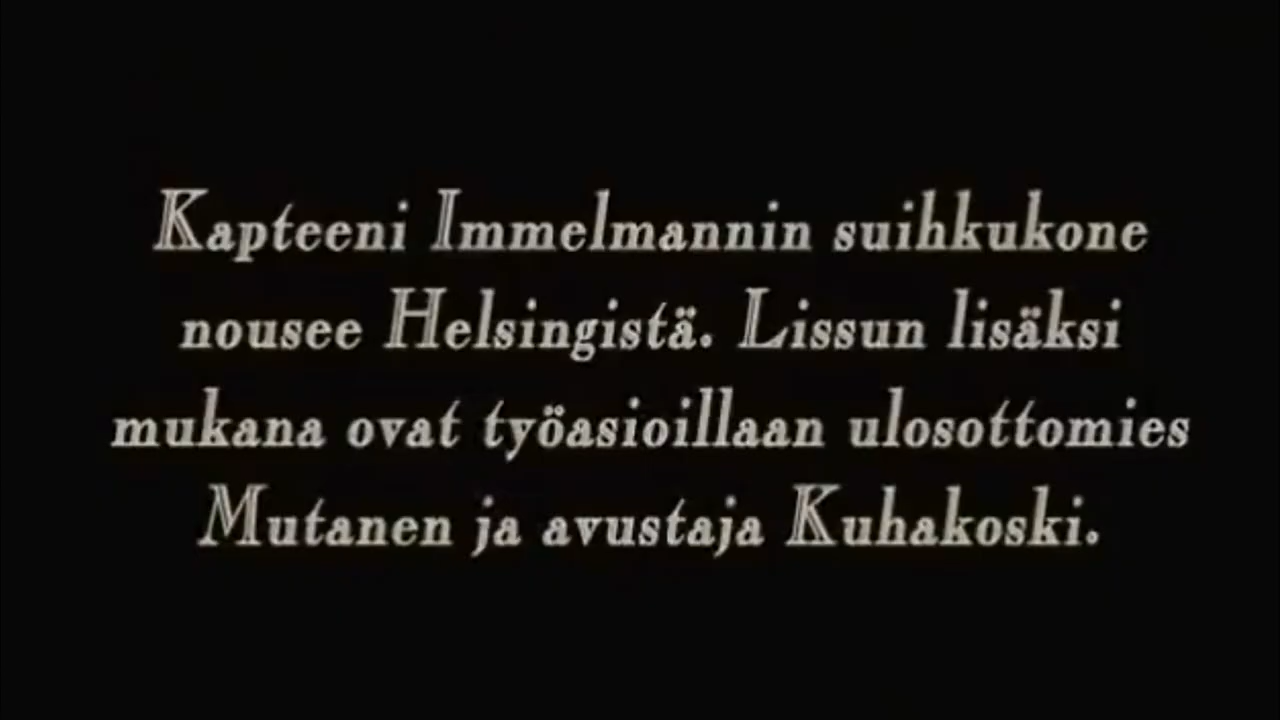 Kapteeni Immelmannin suihkukone
nousee Helsingistä. Lissun lisäksi
mukana ovat työasioillaan ulosottomies
Mutanen ja avustaja Kuhakoski.